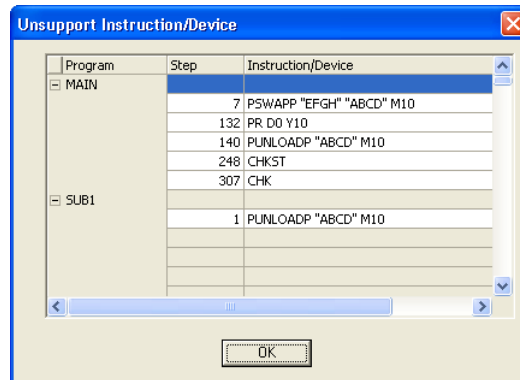 Unsupport Instruction/Device
Program Step Instruction/Device
MAIN
7 PSWAPP "EFGH" "ABCD" M10
132 PR D0 Y10
140 PUNLOADP "ABCD" M10
248 CHKST
307 CHK
SUB1
1 PUNLOADP "ABCD" M10
OK